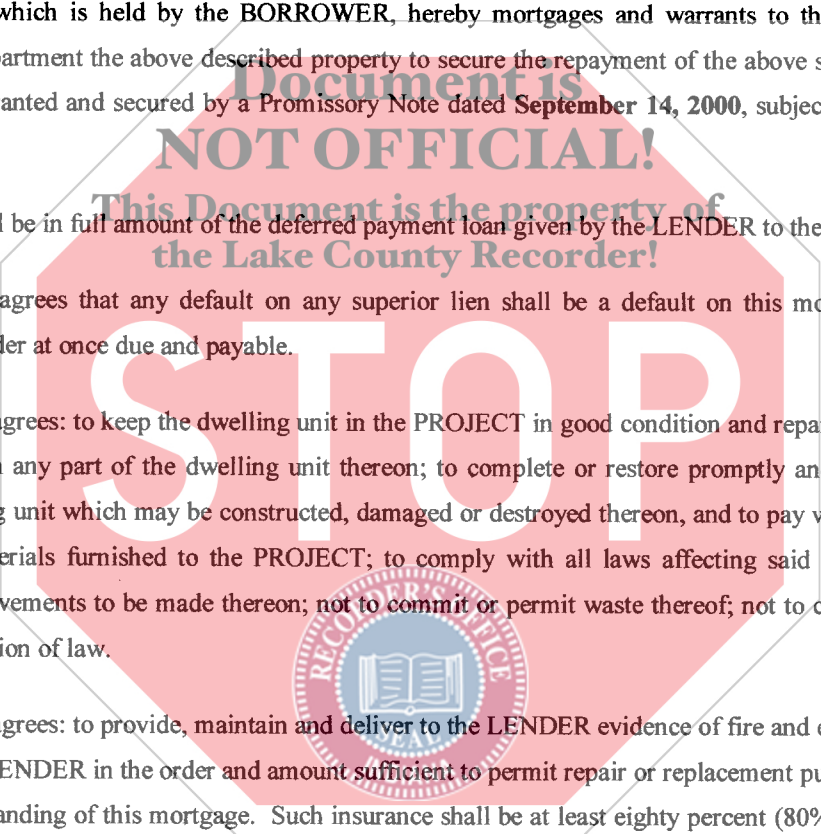 which is held by the BORROWER, hereby mortgages and warrants to th
partment the above described property to secure the repayment of the above s
Document is
anted and secured by a Promissory Note dated September 14, 2000, subjec
NOT OFFICIAL!
This Document is the property of
l be in full amount of the deferred payment loan given by the LENDER to the
the Lake County Recorder!
agrees that any default on any superior lien shall be a default on this mo
der at once due and payable.
STOP
agrees: to keep the dwelling unit in the PROJECT in good condition and repa
any part of the dwelling unit thereon; to complete or restore promptly an
g unit which may be constructed, damaged or destroyed thereon, and to pay v
erials furnished to the PROJECT; to comply with all laws affecting said
vements to be made thereon; not to commit or permit waste thereof; not to c
RECORDER'S OFFICE
ion of law.
agrees: to provide, maintain and deliver to the LENDER evidence of fire and e
SEAL
ENDER in the order and amount sufficient to permit repair or replacement pu
INDIANA
anding of this mortgage. Such insurance shall be at least eighty percent (80%